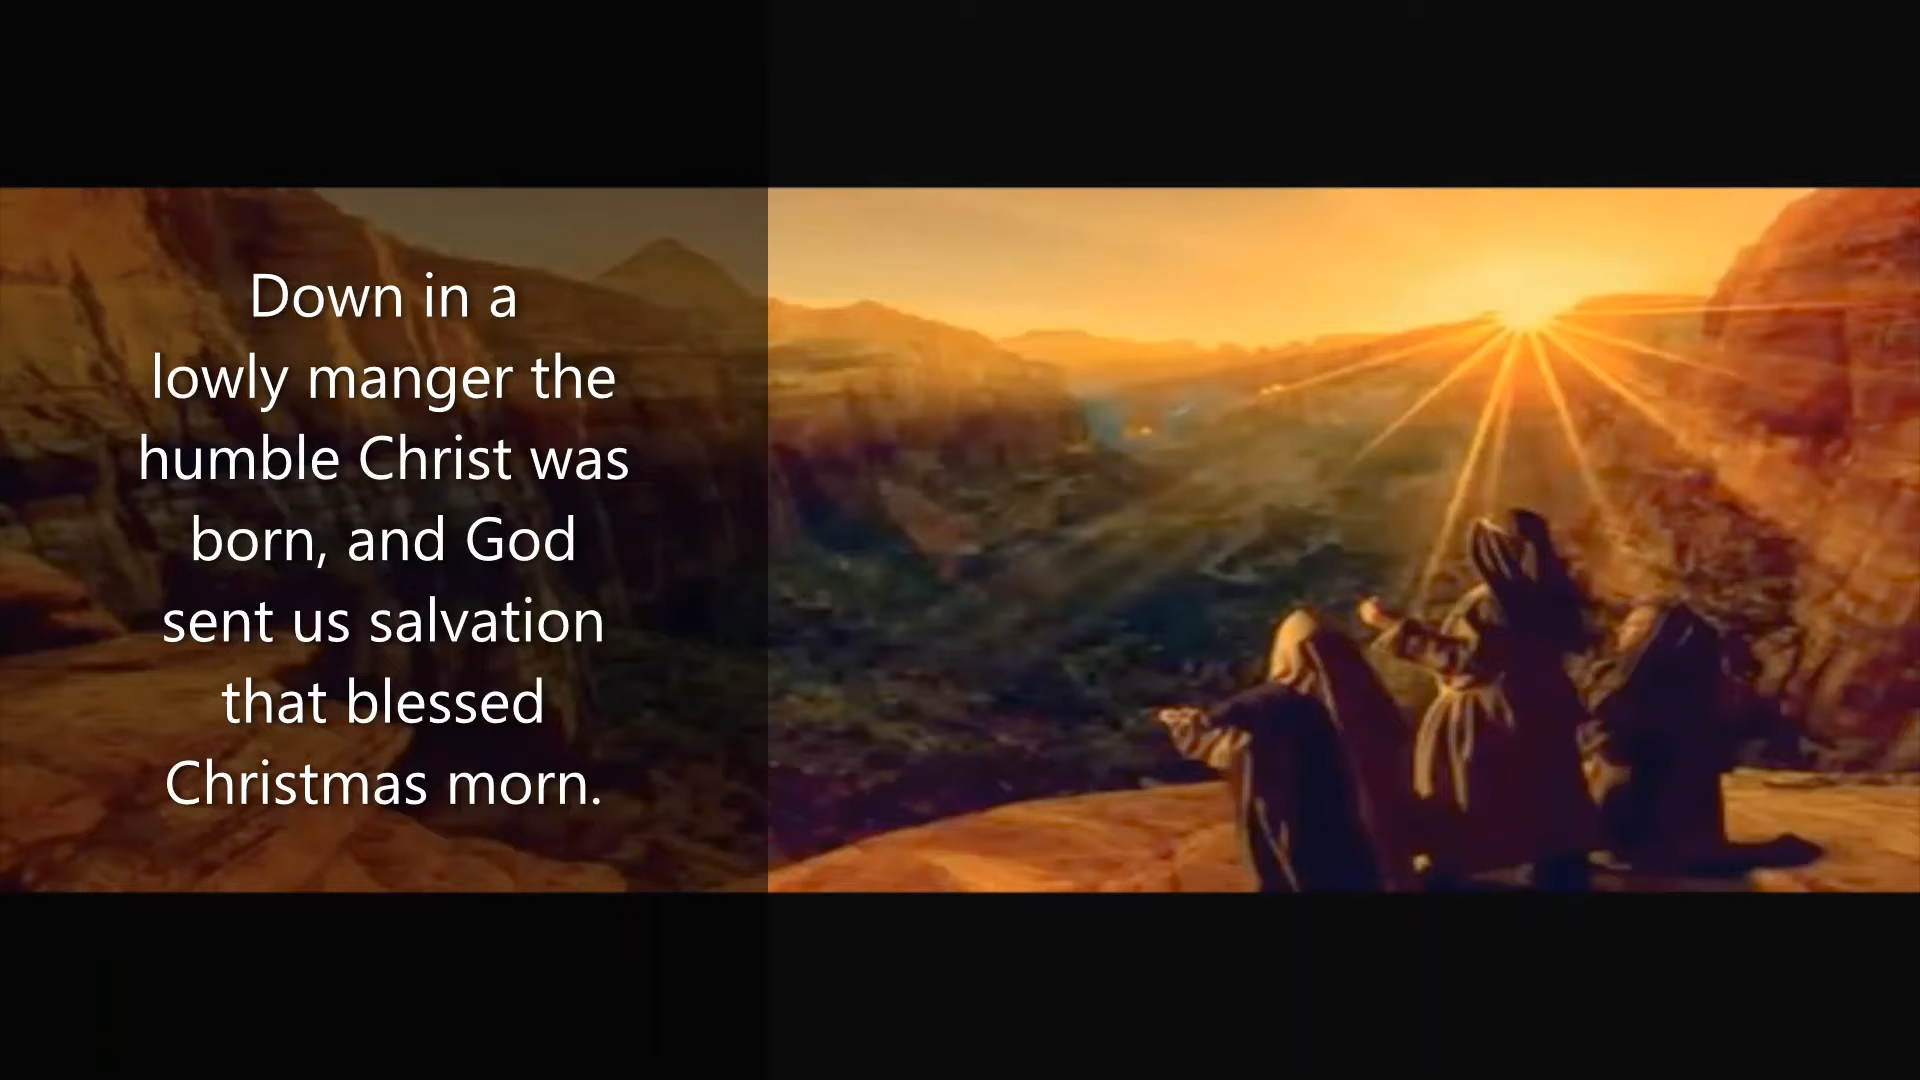 Down in a
lowly manger the
humble Christ was
born, and God
sent us salvation
that blessed
Christmas morn.